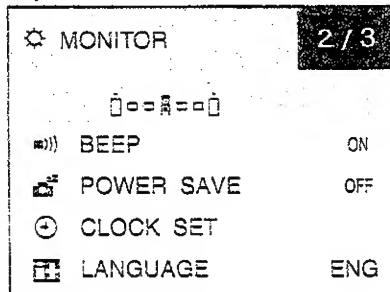 MONITOR 2/3
BEEP ON
POWER SAVE OFF
CLOCK SET
LANGUAGE ENG